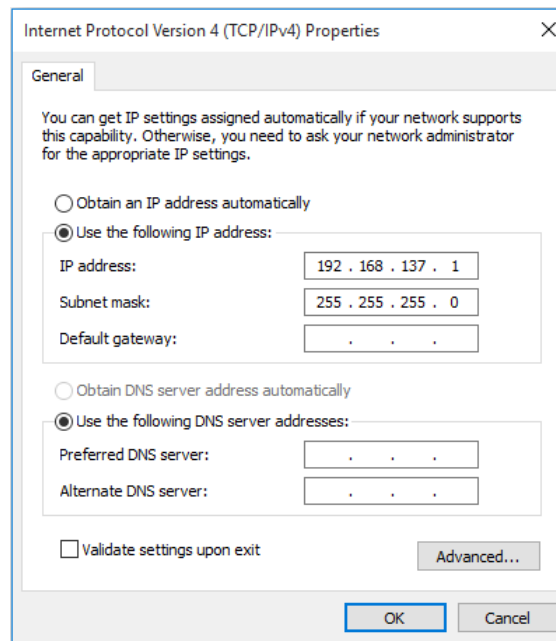 Internet Protocol Version 4 (TCP/IPv4) Properties
General
You can get IP settings assigned automatically if your network supports
this capability. Otherwise, you need to ask your network administrator
for the appropriate IP settings.
Obtain an IP address automatically
Use the following IP address:
IP address: 192 . 168 . 137 . 1
Subnet mask: 255 . 255 . 255 . 0
Default gateway: . . .
Obtain DNS server address automatically
Use the following DNS server addresses:
Preferred DNS server: . . .
Alternate DNS server: . . .
Validate settings upon exit
Advanced...
OK Cancel